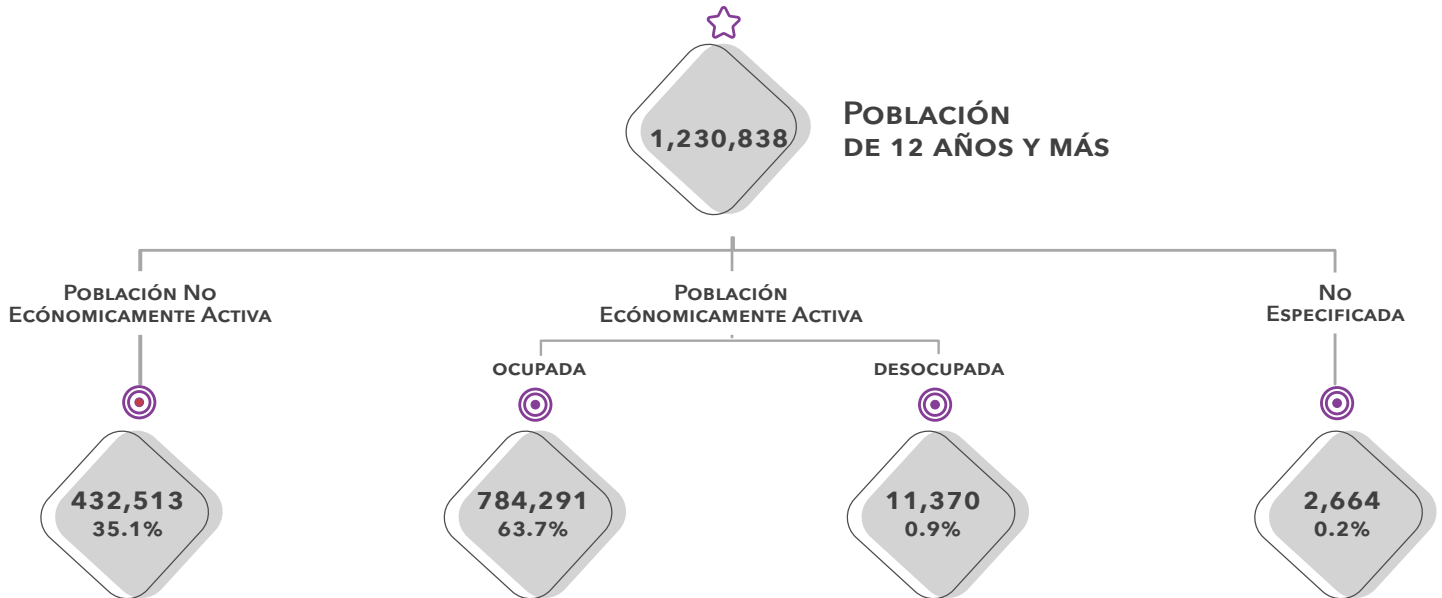 1,230,838
Población
de 12 años y más
Población No
Ecónomicamente Activa
Población
Ecónomicamente Activa
No
Especificada
ocupada
desocupada
432,513
35.1%
784,291
63.7%
11,370
0.9%
2,664
0.2%